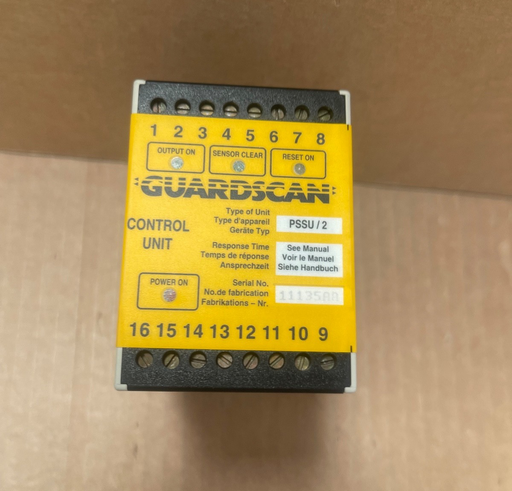 1 2 3 4 5 6 7 8
OUTPUT ON SENSOR CLEAR RESET ON
GUARDSCAN
CONTROL
UNIT
Type of Unit
Type d'appareil
Geräte Typ
PSSU / 2
Response Time
Temps de réponse
Ansprechzeit
See Manual
Voir le Manuel
Siehe Handbuch
POWER ON
Serial No.
No.de fabrication
Fabrikations – Nr.
16 15 14 13 12 11 10 9